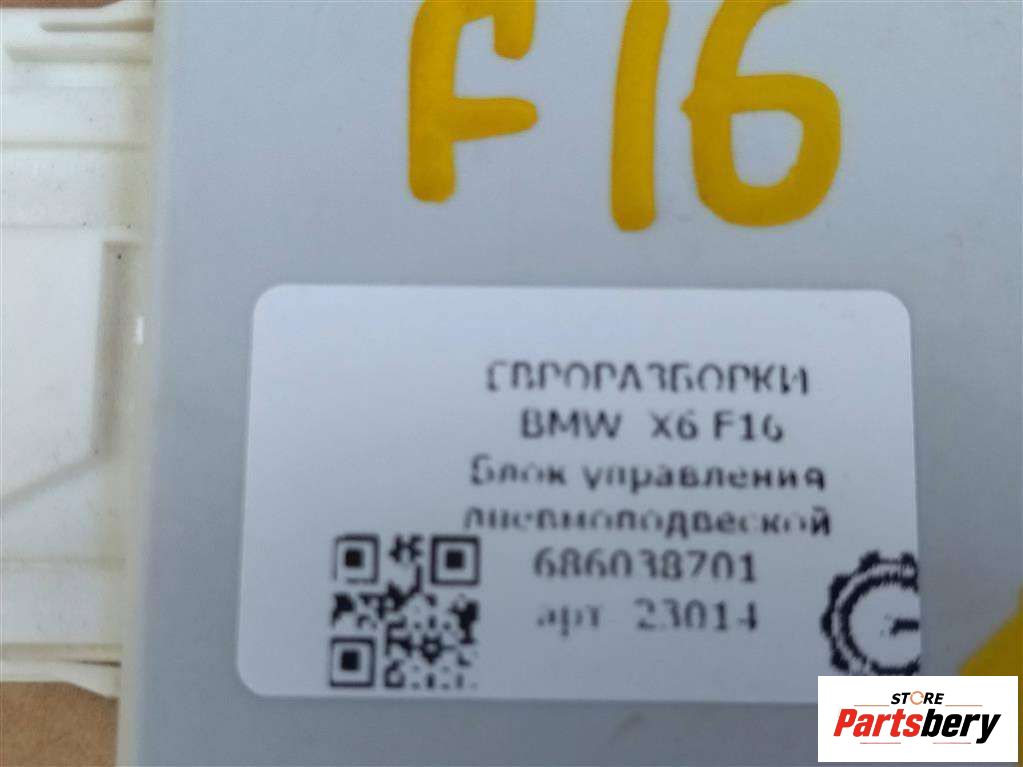 F16
ЕВРОРАЗБОРКИ
BMW X6 F16
Блок управления
пневмоподвеской
686038701
арт 23014
STORE
Partsbery